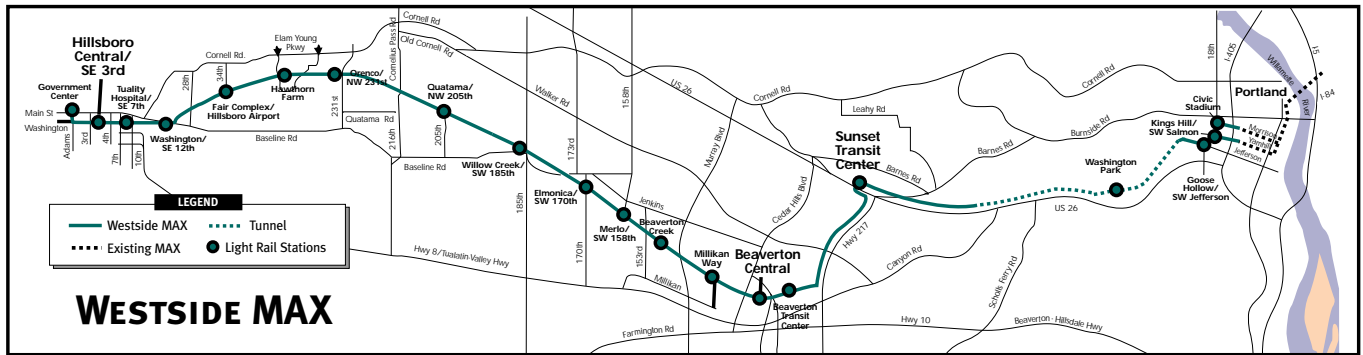 Hillsboro
Central/
SE 3rd
Government
Center
Tuality
Hospital/
SE 7th
Main St
Washington
Adams
3rd
4th
7th
10th
28th
Cornell Rd.
34th
Elam Young
Pkwy
Hawthorn
Farm
Fair Complex/
Hillsboro Airport
Washington/
SE 12th
Baseline Rd
Orenco/
NW 231st
231st
Quatama Rd
216th
Cornelius Pass Rd
Cornell Rd
Old Cornell Rd
Quatama/
NW 205th
205th
Baseline Rd
Willow Creek/
SW 185th
185th
Walker Rd
173rd
158th
US 26
Elmonica/
SW 170th
170th
Merlo/
SW 158th
153rd
Jenkins
Beaverton
Creek
Millikan
Millikan
Way
Murray Blvd
Hwy 8/Tualatin Valley Hwy
Farmington Rd
Beaverton
Central
Beaverton
Transit
Center
Cedar Hills Blvd
Cornell Rd
Leahy Rd
Sunset
Transit
Center
Barnes Rd
Barnes Rd
Burnside Rd
Cornell Rd
Hwy 217
Canyon Rd
Scholls Ferry Rd
Hwy 10
Beaverton - Hillsdale Hwy
US 26
Washington
Park
Goose
Hollow/
SW Jefferson
Kings Hill/
SW Salmon
Civic
Stadium
18th
I-405
Portland
Morrison
Yamhill
Jefferson
Willamette
River
I-5
I-84
LEGEND
Westside MAX
Tunnel
Existing MAX
Light Rail Stations
WESTSIDE MAX